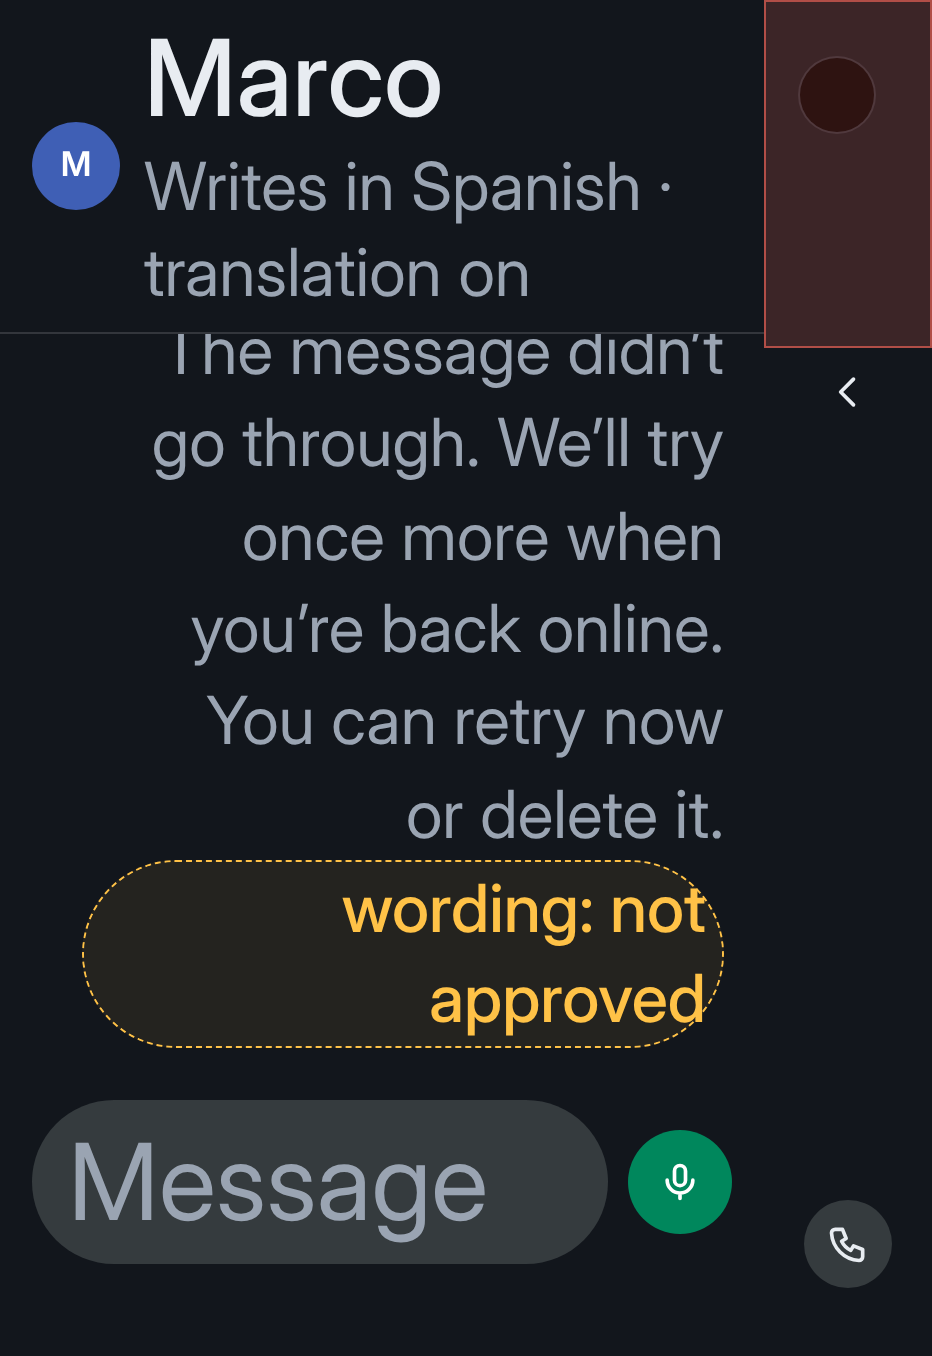 Marco
M
Writes in Spanish ·
translation on
The message didn’t
go through. We’ll try
once more when
you’re back online.
You can retry now
or delete it.
wording: not
approved
Message